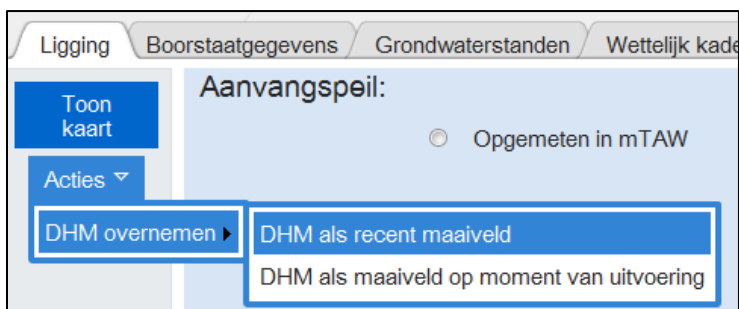 Ligging Boorstaatgegevens Grondwaterstanden Wettelijk kade
Toon
kaart
Aanvangspeil:
Opgemeten in mTAW
Acties
DHM overnemen
DHM als recent maaiveld
DHM als maaiveld op moment van uitvoering